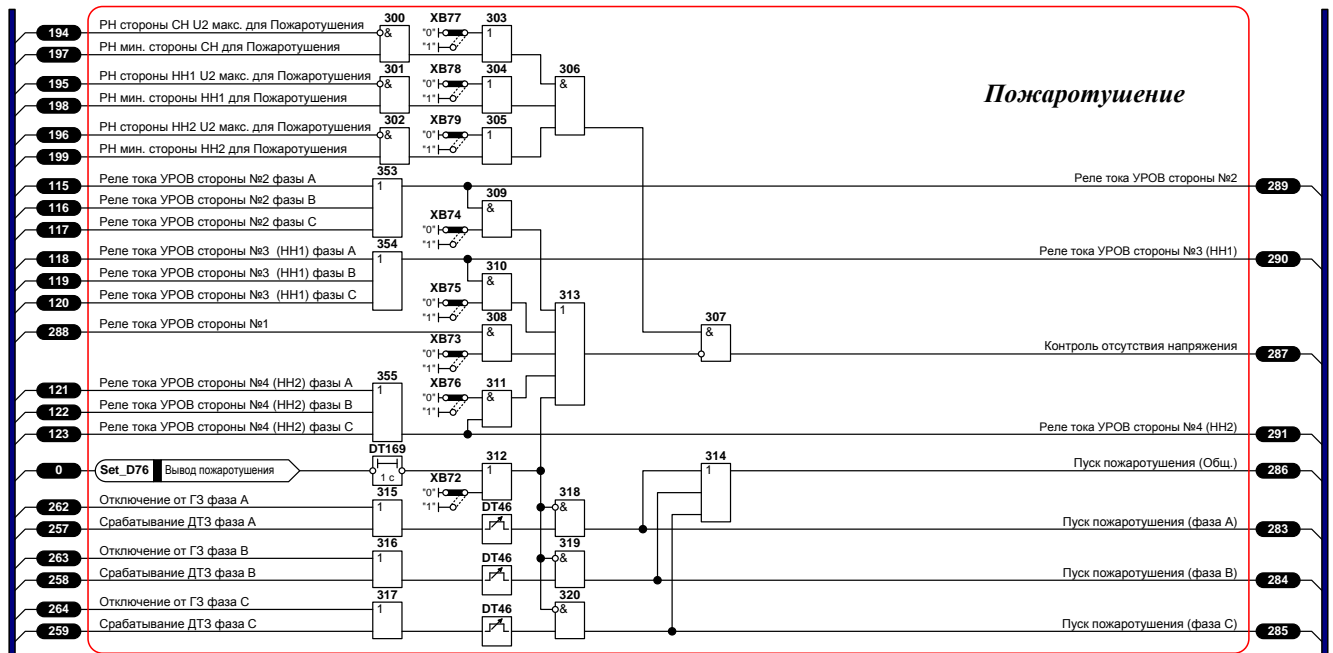 300 XB77 303
194 РН стороны СН U2 макс. для Пожаротушения & "0" 1
197 РН мин. стороны СН для Пожаротушения "1"
301 XB78 304 306
195 РН стороны НН1 U2 макс. для Пожаротушения & "0" 1 &
198 РН мин. стороны НН1 для Пожаротушения "1"
Пожаротушение
302 XB79 305
196 РН стороны НН2 U2 макс. для Пожаротушения & "0" 1
199 РН мин. стороны НН2 для Пожаротушения "1"
353
115 Реле тока УРОВ стороны №2 фазы А 1 Реле тока УРОВ стороны №2 289
309
116 Реле тока УРОВ стороны №2 фазы В &
XB74
117 Реле тока УРОВ стороны №2 фазы С "0"
"1"
354
118 Реле тока УРОВ стороны №3 (НН1) фазы А 1 Реле тока УРОВ стороны №3 (НН1) 290
310
119 Реле тока УРОВ стороны №3 (НН1) фазы В &
XB75 313
120 Реле тока УРОВ стороны №3 (НН1) фазы С "0" 1
"1" 308 307
288 Реле тока УРОВ стороны №1 & &
XB73
"0" Контроль отсутствия напряжения 287
"1"
355 XB76 311
121 Реле тока УРОВ стороны №4 (НН2) фазы А 1 "0" &
122 Реле тока УРОВ стороны №4 (НН2) фазы В "1"
123 Реле тока УРОВ стороны №4 (НН2) фазы С Реле тока УРОВ стороны №4 (НН2) 291
DT169 312 314
0 Set_D76 Вывод пожаротушения 1 с 1 1 Пуск пожаротушения (Общ.) 286
XB72
"0"
"1"
315 318
262 Отключение от ГЗ фаза А 1 DT46 &
257 Срабатывание ДТЗ фаза А Пуск пожаротушения (фаза А) 283
316 319
263 Отключение от ГЗ фаза В 1 DT46 &
258 Срабатывание ДТЗ фаза В Пуск пожаротушения (фаза В) 284
317 320
264 Отключение от ГЗ фаза С 1 DT46 &
259 Срабатывание ДТЗ фаза С Пуск пожаротушения (фаза С) 285